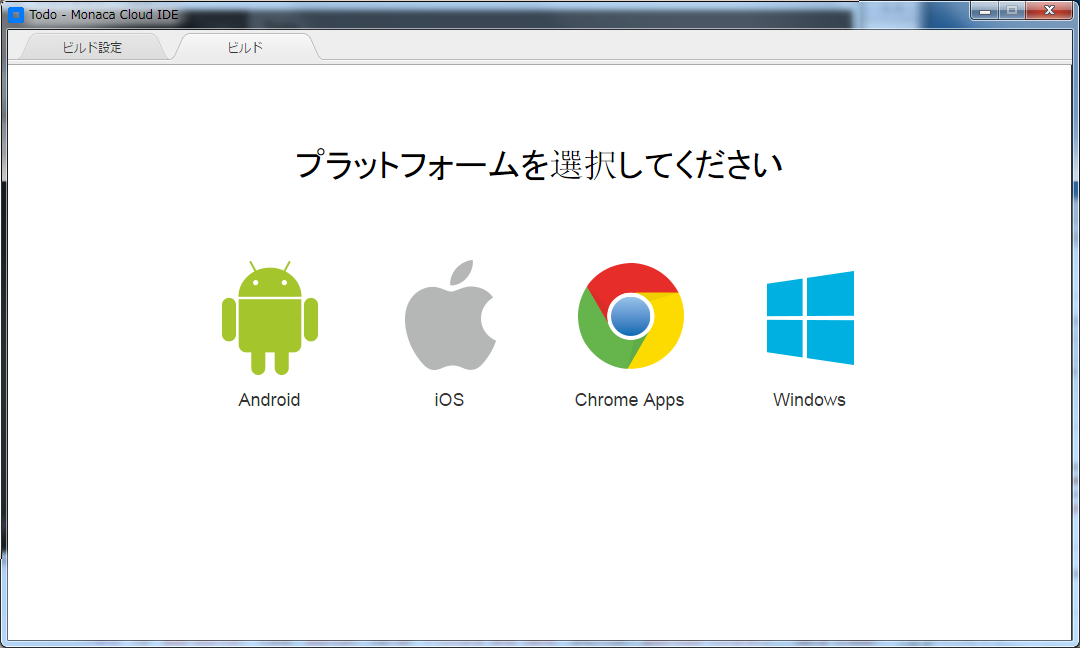 Todo - Monaca Cloud IDE
ビルド設定
ビルド
プラットフォームを選択してください
Android
iOS
Chrome Apps
Windows